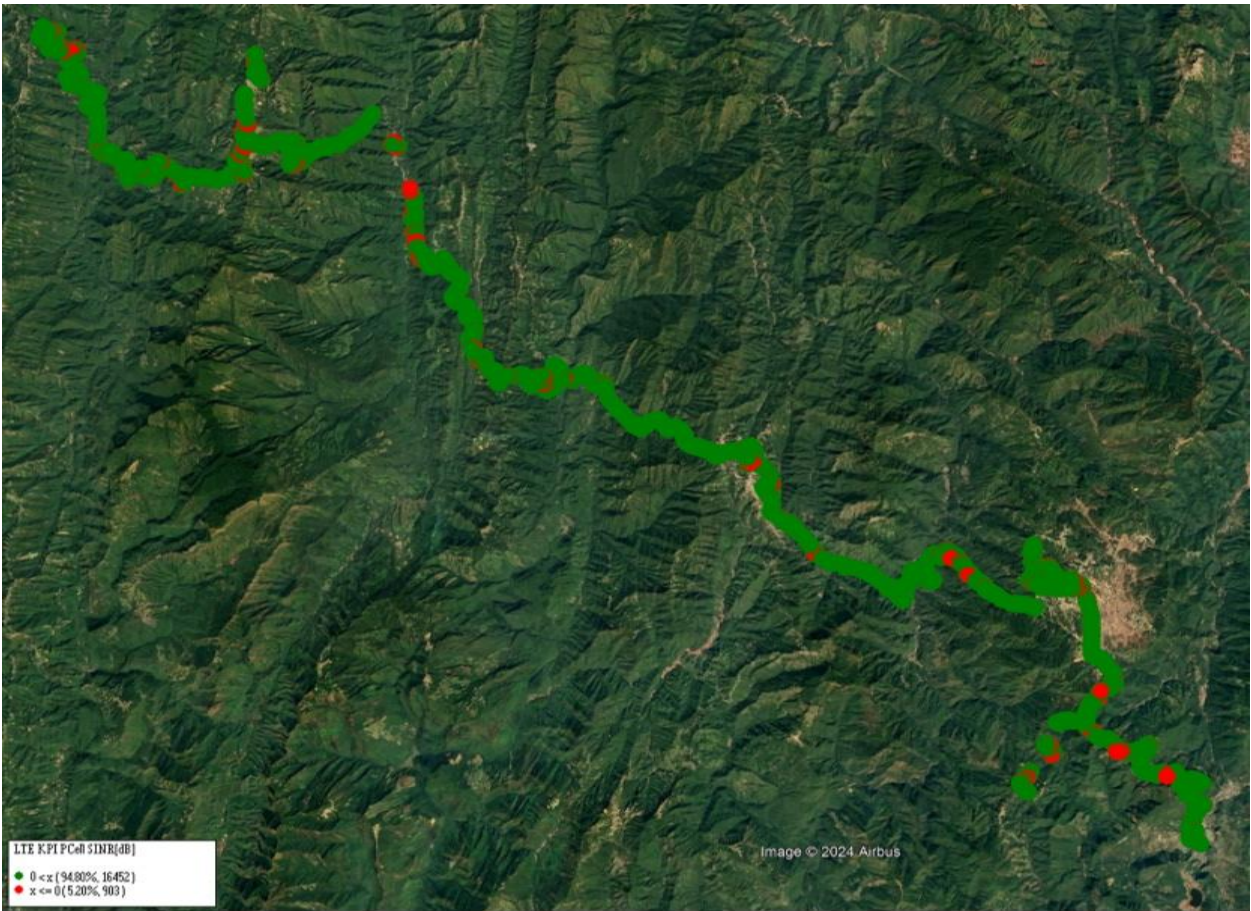 LTE KPI PCell SINR[dB]
0 < x (94.80%, 16452)
x <= 0 (5.20%, 903)
Image © 2024 Airbus